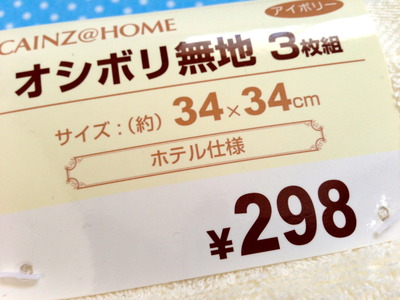 CAINZ@HOME
アイボリー
オシボリ無地 3枚組
サイズ:(約) 34×34cm
ホテル仕様
¥298